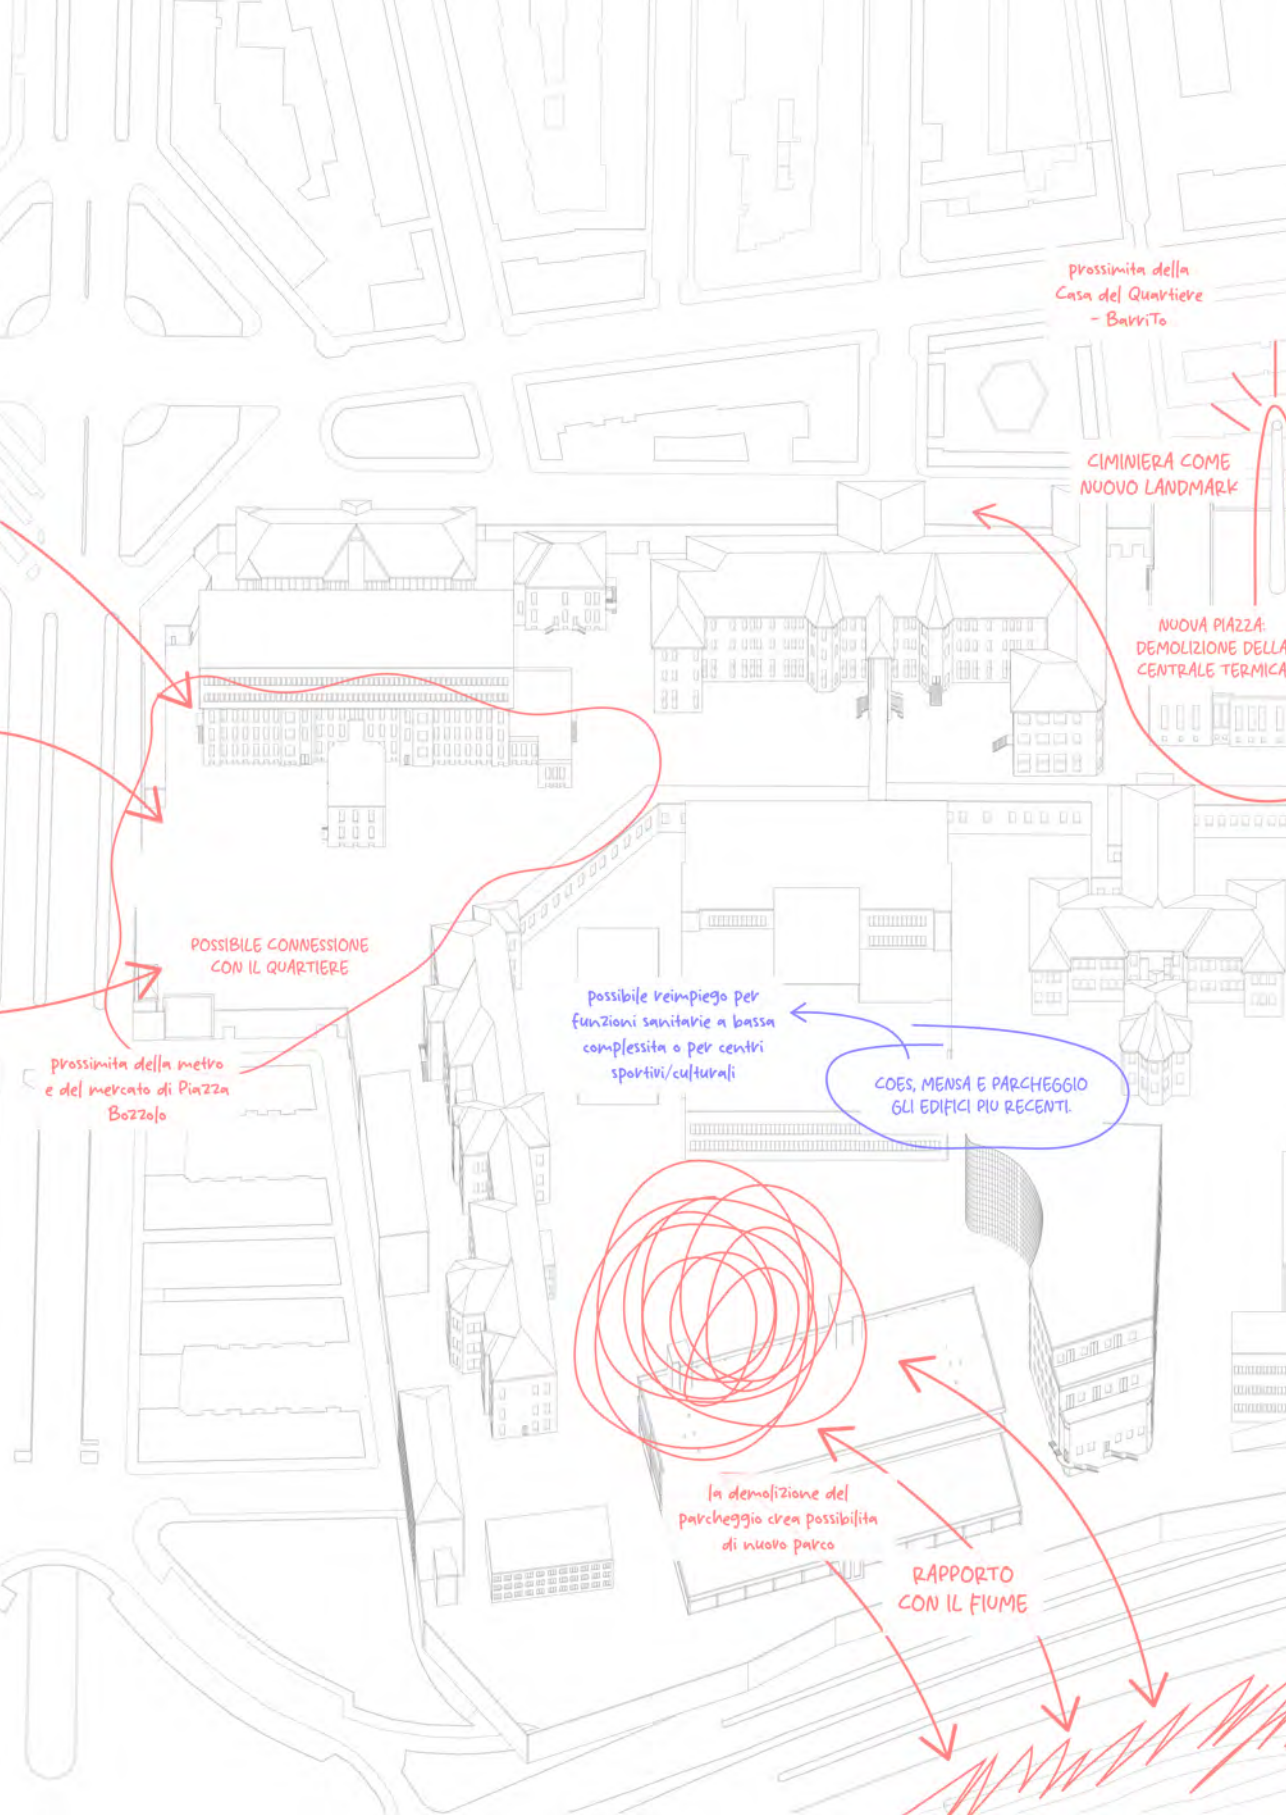 prossimita della
Casa del Quartiere
- BarriTo
CIMINIERA COME
NUOVO LANDMARK
NUOVA PIAZZA:
DEMOLIZIONE DELLA
CENTRALE TERMICA
POSSIBILE CONNESSIONE
CON IL QUARTIERE
possibile reimpiego per
funzioni sanitarie a bassa
complessita o per centri
sportivi/culturali
COES, MENSA E PARCHEGGIO
GLI EDIFICI PIU RECENTI.
prossimita della metro
e del mercato di Piazza
Bozzolo
la demolizione del
parcheggio crea possibilita
di nuovo parco
RAPPORTO
CON IL FIUME